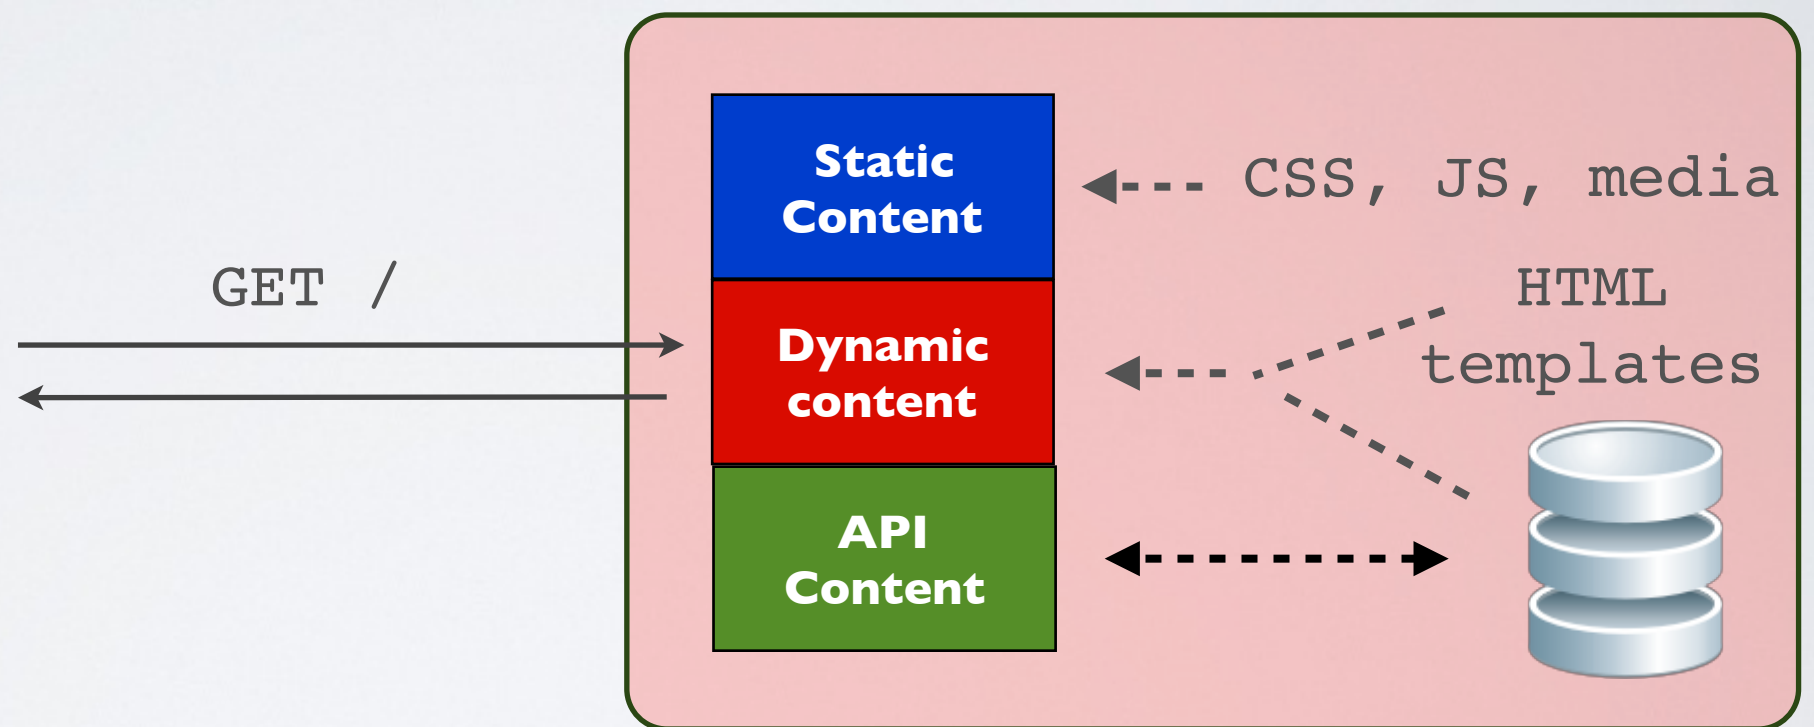 GET /
Static
Content
Dynamic
content
API
Content
CSS, JS, media
HTML
templates